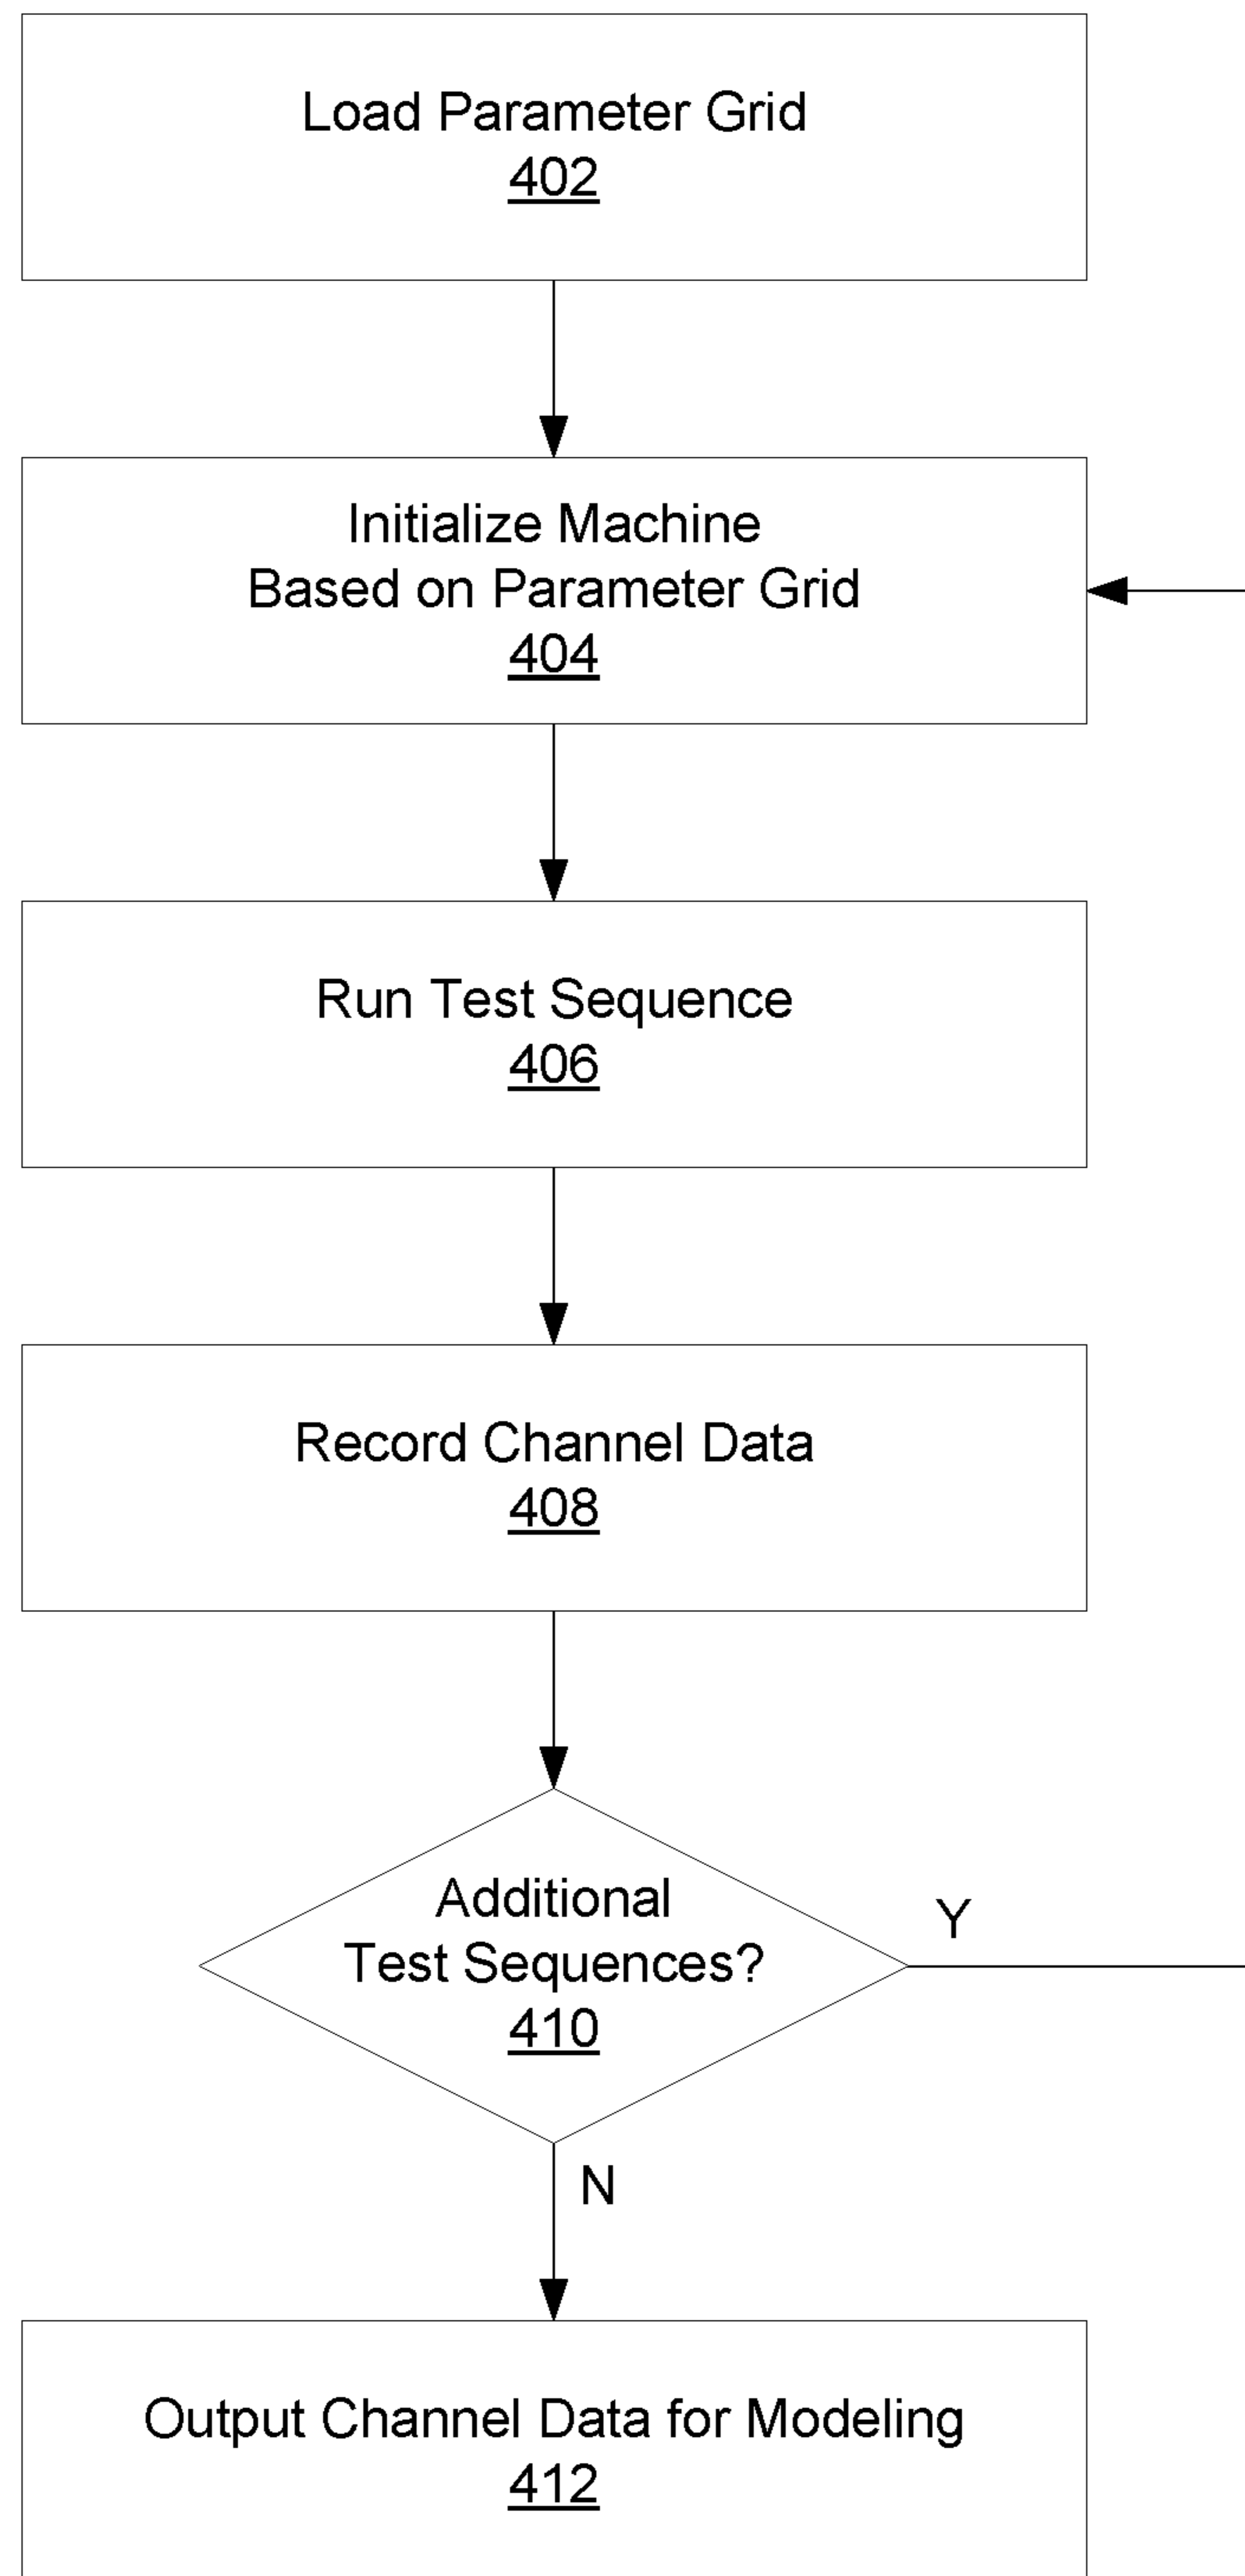 Load Parameter Grid
402
Initialize Machine
Based on Parameter Grid
404
Run Test Sequence
406
Record Channel Data
408
Additional
Test Sequences?
410
Y
N
Output Channel Data for Modeling
412